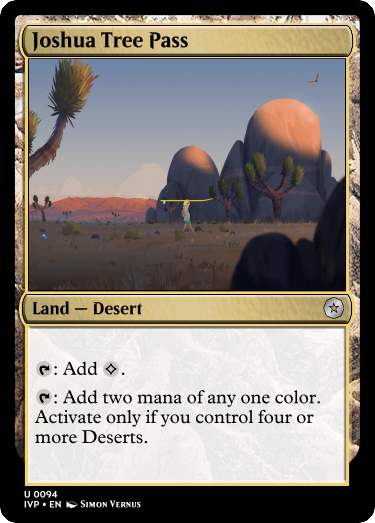 Joshua Tree Pass
Land — Desert
: Add .
: Add two mana of any one color.
Activate only if you control four or
more Deserts.
U 0094
IVP • EN Simon Vernus